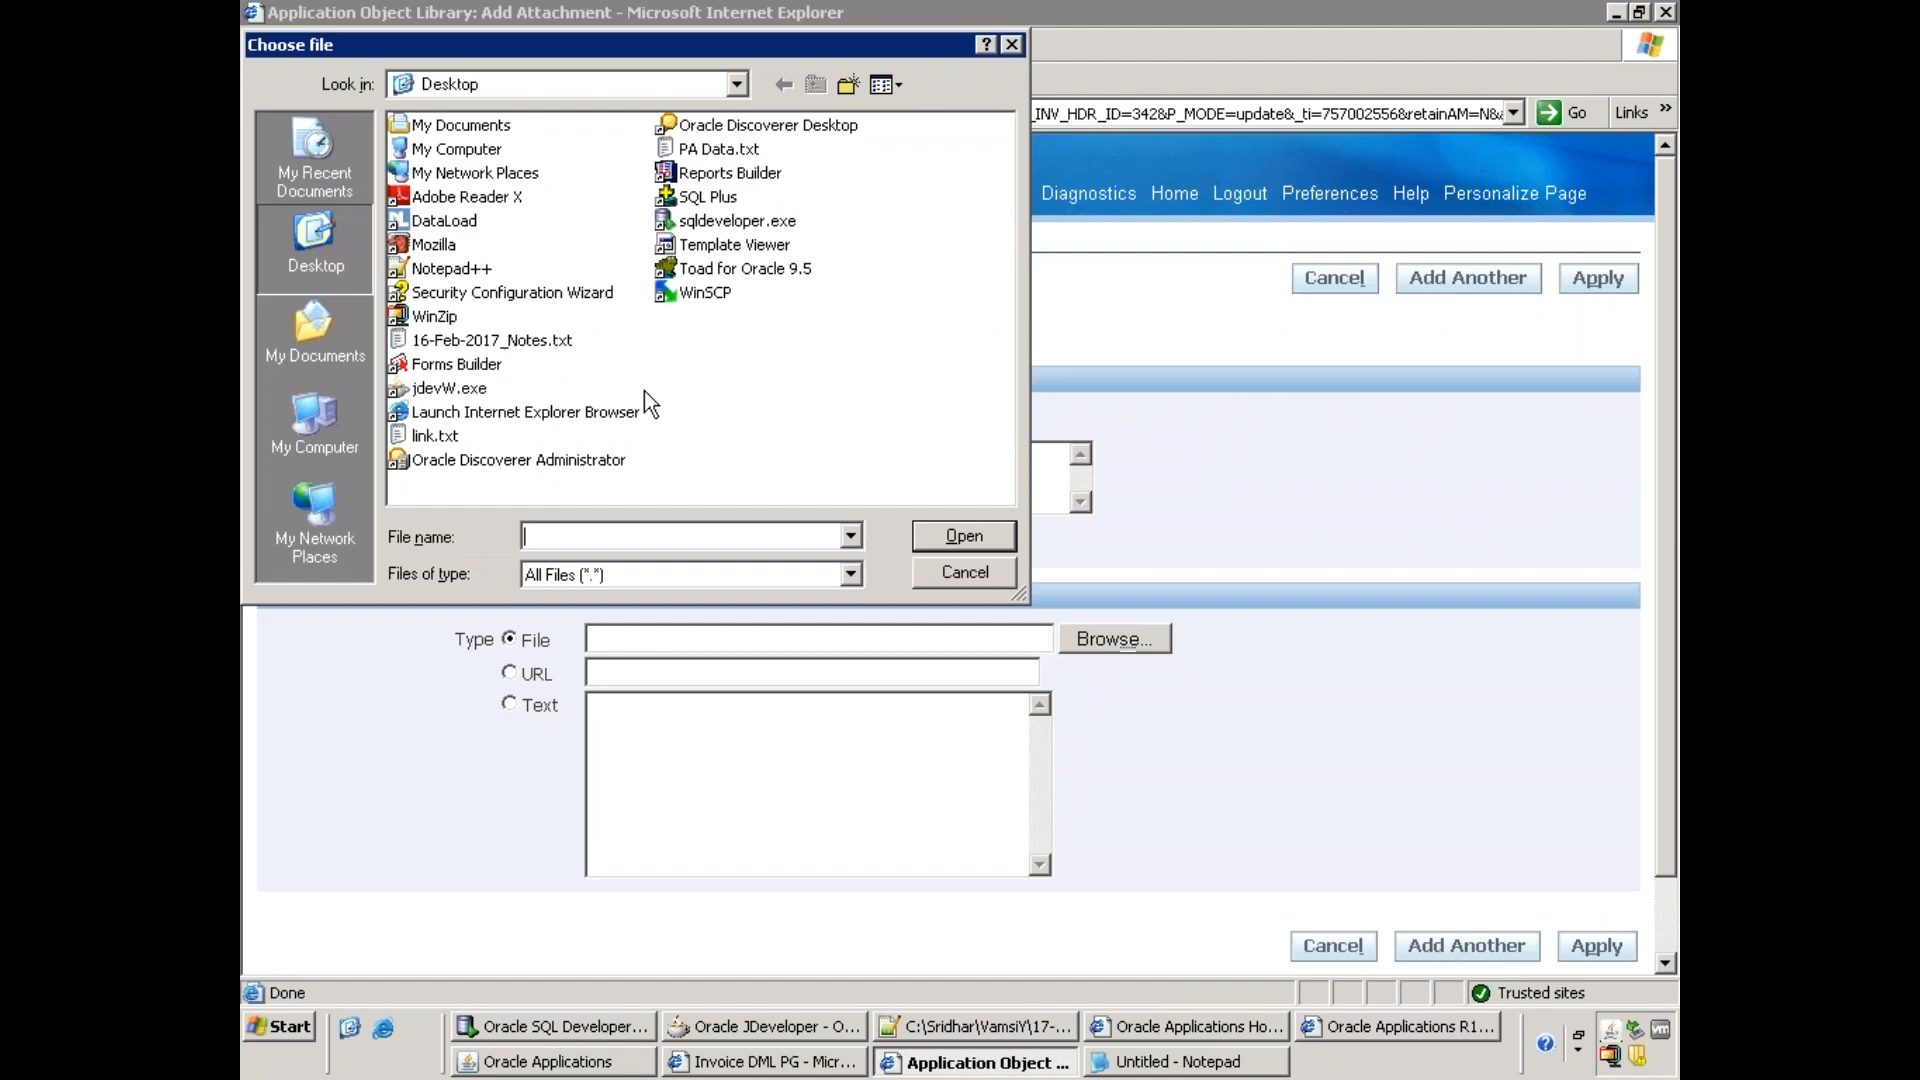 Application Object Library: Add Attachment - Microsoft Internet Explorer
Choose file
Look in:
Desktop
My Recent
Documents
Desktop
My Documents
My Computer
My Network
Places
My Documents
My Computer
My Network Places
Adobe Reader X
DataLoad
Mozilla
Notepad++
Security Configuration Wizard
WinZip
16-Feb-2017_Notes.txt
Forms Builder
jdevW.exe
Launch Internet Explorer Browser
link.txt
Oracle Discoverer Administrator
Oracle Discoverer Desktop
PA Data.txt
Reports Builder
SQL Plus
sqldeveloper.exe
Template Viewer
Toad for Oracle 9.5
WinSCP
File name:
Open
Files of type:
All Files (*.*)
Cancel
_INV_HDR_ID=342&P_MODE=update&_ti=757002556&retainAM=N&
Go
Links
Diagnostics Home Logout Preferences Help Personalize Page
Cancel Add Another Apply
Type File
Browse...
URL
Text
Cancel Add Another Apply
Done
Trusted sites
Start
Oracle SQL Developer...
Oracle JDeveloper - O...
C:\Sridhar\VamsiY\17-...
Oracle Applications Ho...
Oracle Applications R1...
Oracle Applications
Invoice DML PG - Micr...
Application Object ...
Untitled - Notepad